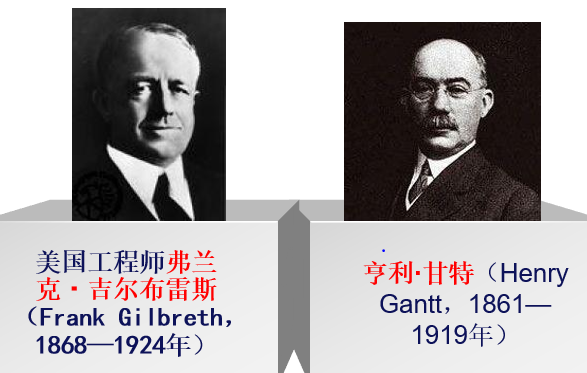 美国工程师弗兰
克·吉尔布雷斯
（Frank Gilbreth，
1868—1924年）
亨利·甘特（Henry
Gantt，1861—
1919年）